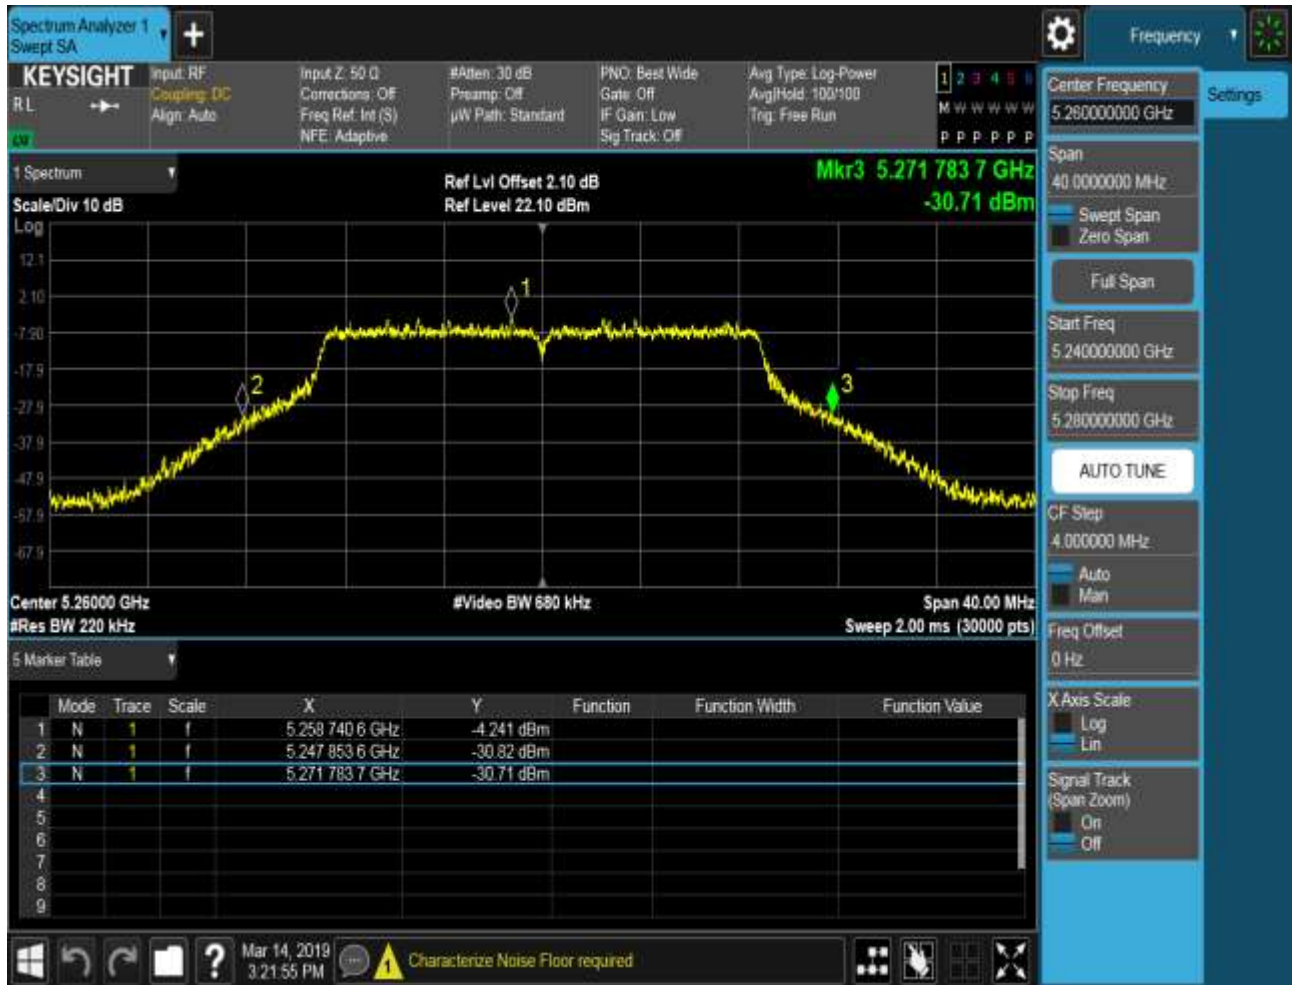 Spectrum Analyzer 1
Swept SA
+
Frequency
KEYSIGHT
RL
Input: RF
Coupling: DC
Align: Auto
Input Z: 50 Ω
Corrections: Off
Freq Ref: Int (S)
NFE: Adaptive
#Atten: 30 dB
Preamp: Off
µW Path: Standard
PNO: Best Wide
Gate: Off
IF Gain: Low
Sig Track: Off
Avg Type: Log-Power
Avg|Hold: 100/100
Trig: Free Run
1 2 3 4 5 6
M W W W W W
P P P P P P
1 Spectrum
Scale/Div 10 dB
Ref Lvl Offset 2.10 dB
Ref Level 22.10 dBm
Mkr3 5.271 783 7 GHz
-30.71 dBm
Log
12.1
2.10
-7.90
-17.9
-27.9
-37.9
-47.9
-57.9
-67.9
1
2
3
Center 5.26000 GHz
#Video BW 680 kHz
Span 40.00 MHz
#Res BW 220 kHz
Sweep 2.00 ms (30000 pts)
5 Marker Table
Mode Trace Scale X Y Function Function Width Function Value
1 N 1 f 5.258 740 6 GHz -4.241 dBm
2 N 1 f 5.247 853 6 GHz -30.82 dBm
3 N 1 f 5.271 783 7 GHz -30.71 dBm
4
5
6
7
8
9
?
Mar 14, 2019
3:21:55 PM
1
Characterize Noise Floor required
Center Frequency
5.260000000 GHz
Settings
Span
40.0000000 MHz
Swept Span
Zero Span
Full Span
Start Freq
5.240000000 GHz
Stop Freq
5.280000000 GHz
AUTO TUNE
CF Step
4.000000 MHz
Auto
Man
Freq Offset
0 Hz
X Axis Scale
Log
Lin
Signal Track
(Span Zoom)
On
Off